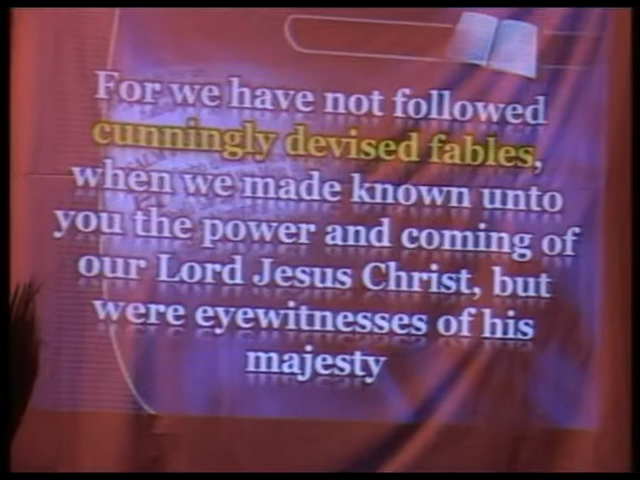 For we have not followed
cunningly devised fables,
when we made known unto
you the power and coming of
our Lord Jesus Christ, but
were eyewitnesses of his
majesty